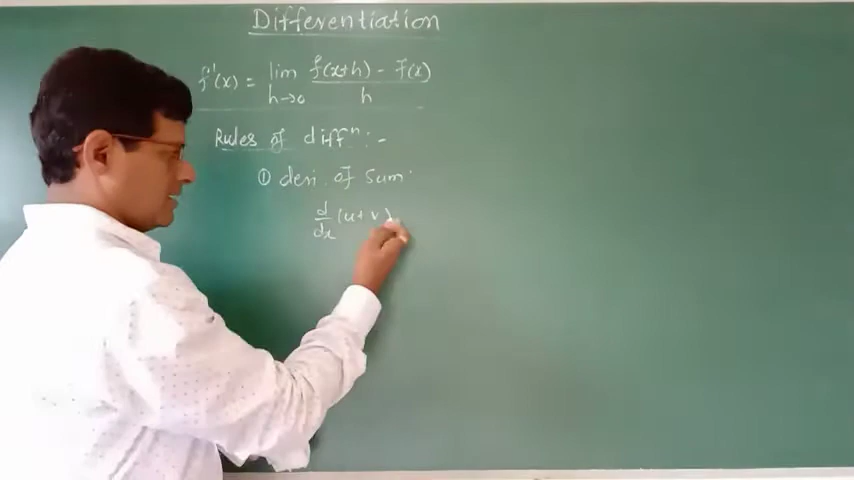 Differentiation
f'(x) = lim h→0 f(x+h) - f(x) / h
Rules of diffⁿ :-
① deri. of Sum.
d/dx (u+v)